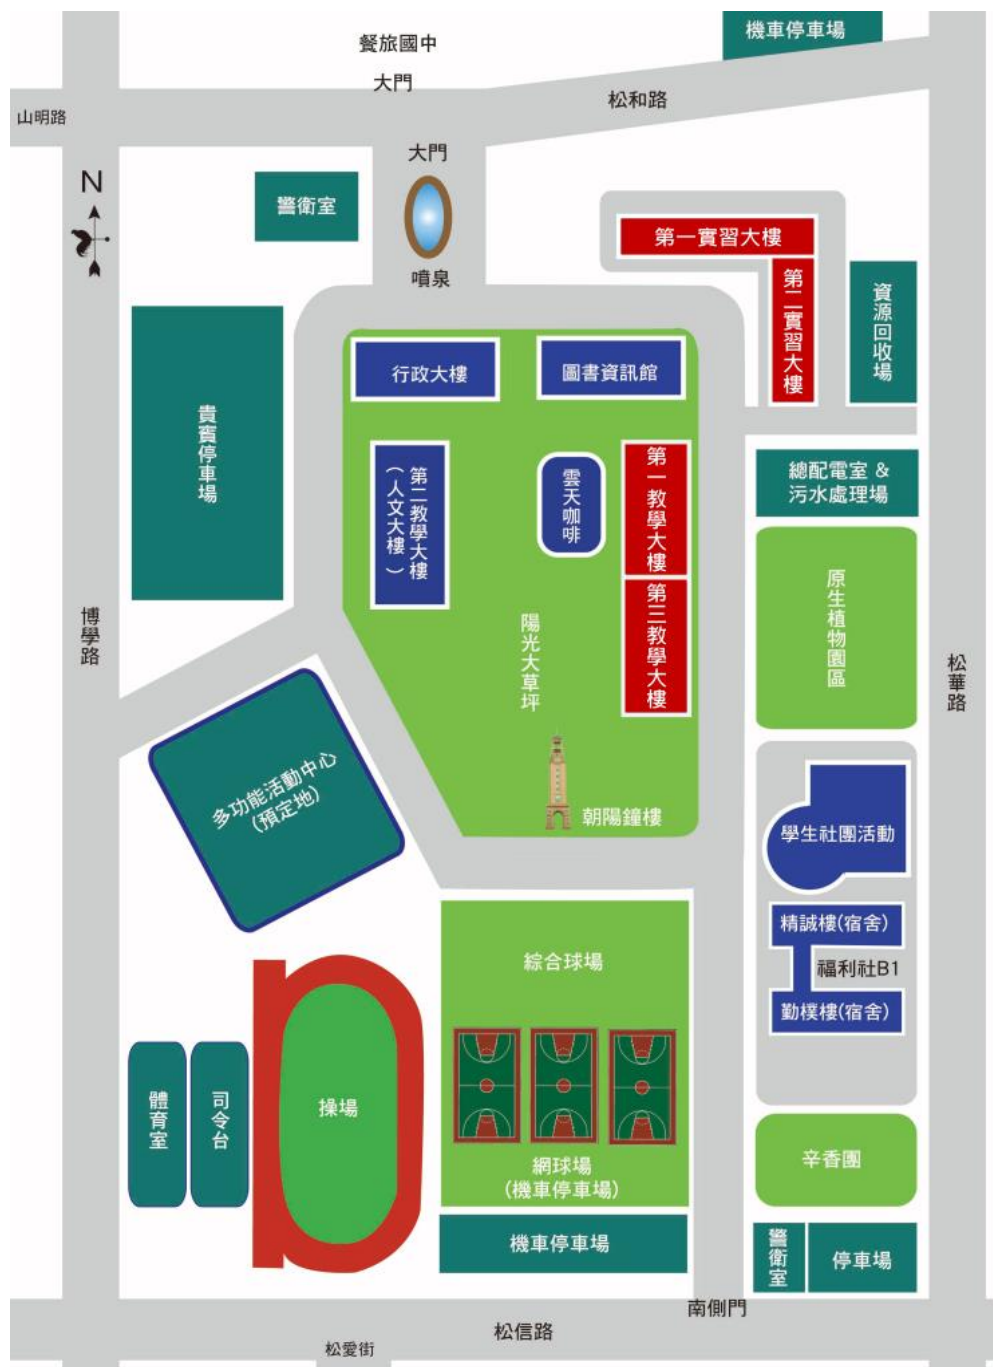 機車停車場
餐旅國中
大門
松和路
山明路
大門
N
警衛室
噴泉
第一實習大樓
第二實習大樓
資源回收場
行政大樓
圖書資訊館
貴賓停車場
第二教學大樓
（人文大樓）
雲天咖啡
第一教學大樓
總配電室 &
污水處理場
第三教學大樓
原生植物園區
陽光大草坪
博學路
松華路
多功能活動中心
(預定地)
朝陽鐘樓
學生社團活動
精誠樓(宿舍)
福利社B1
勤樸樓(宿舍)
綜合球場
體育室
司令台
操場
網球場
(機車停車場)
辛香團
機車停車場
警衛室
停車場
南側門
松信路
松愛街